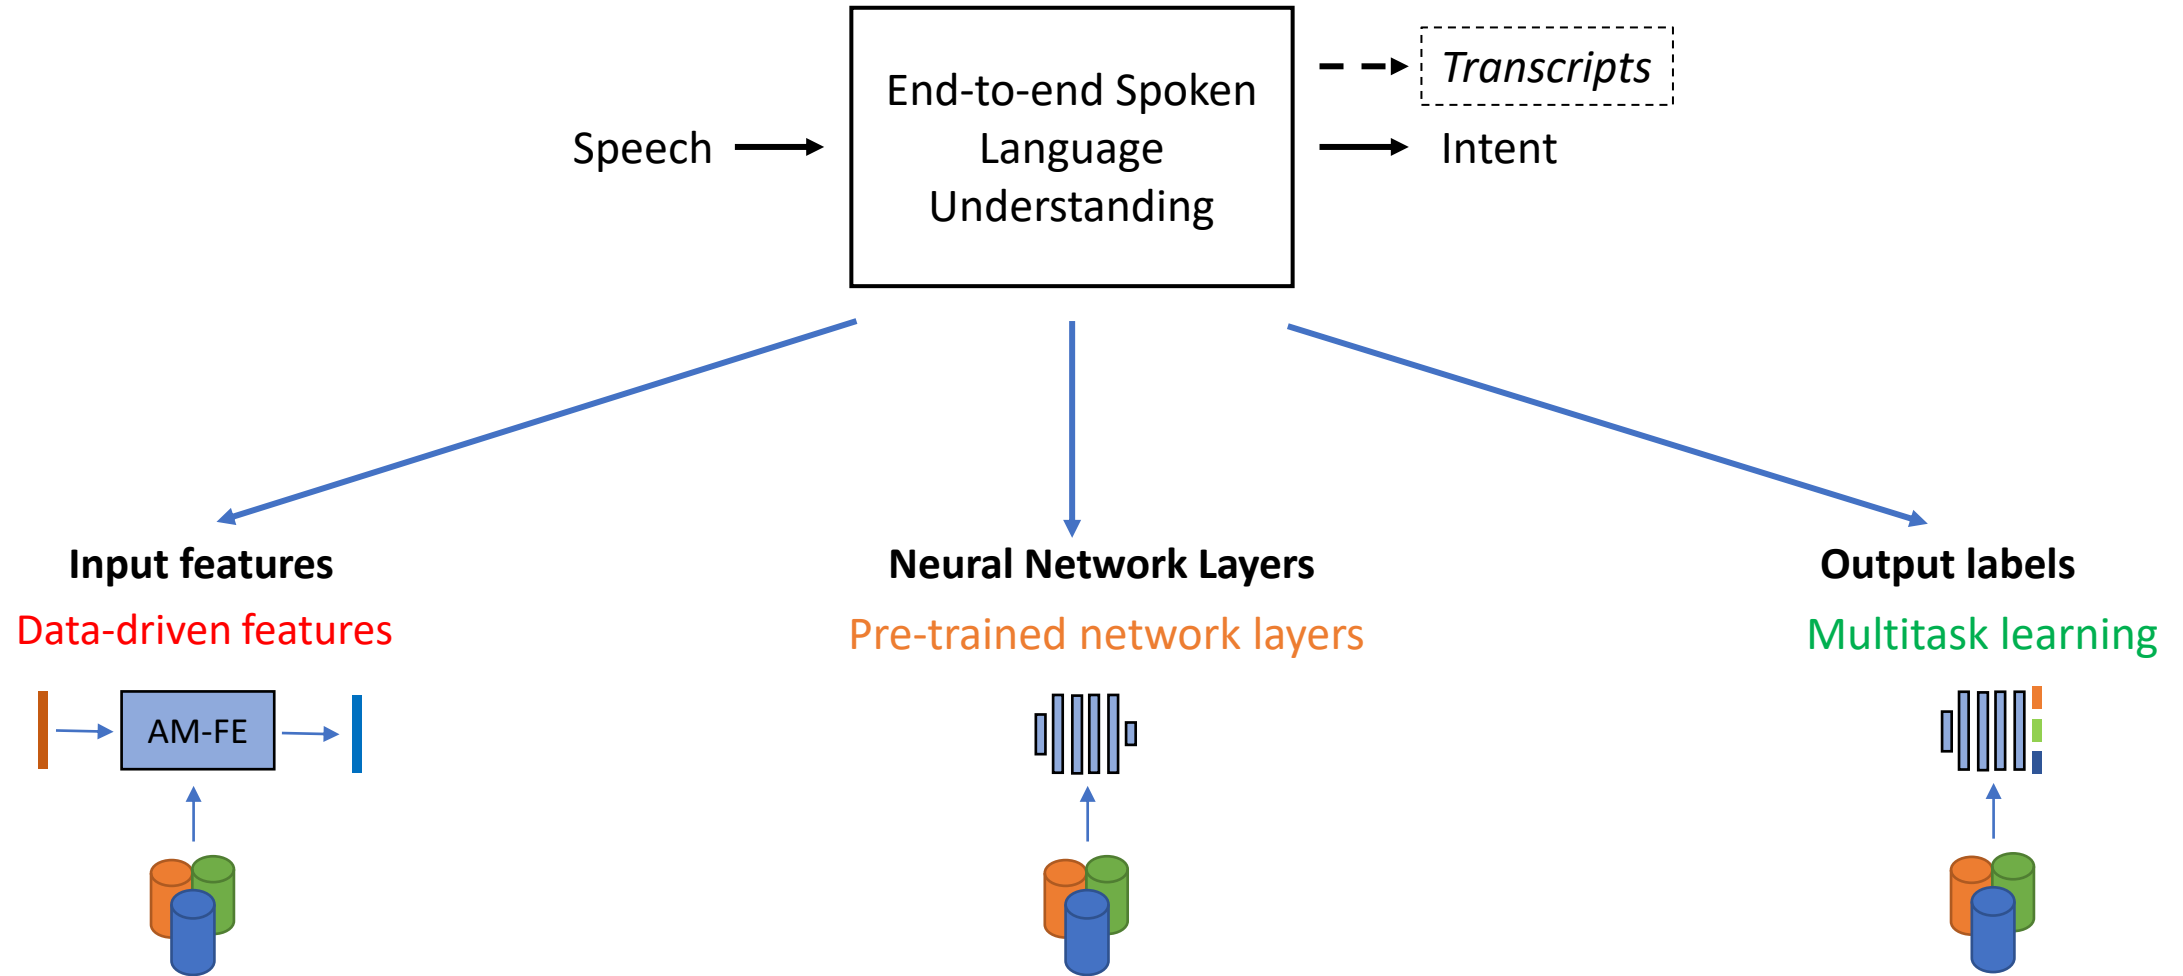 Speech
End-to-end Spoken
Language
Understanding
Transcripts
Intent
Input features
Data-driven features
AM-FE
Neural Network Layers
Pre-trained network layers
Output labels
Multitask learning